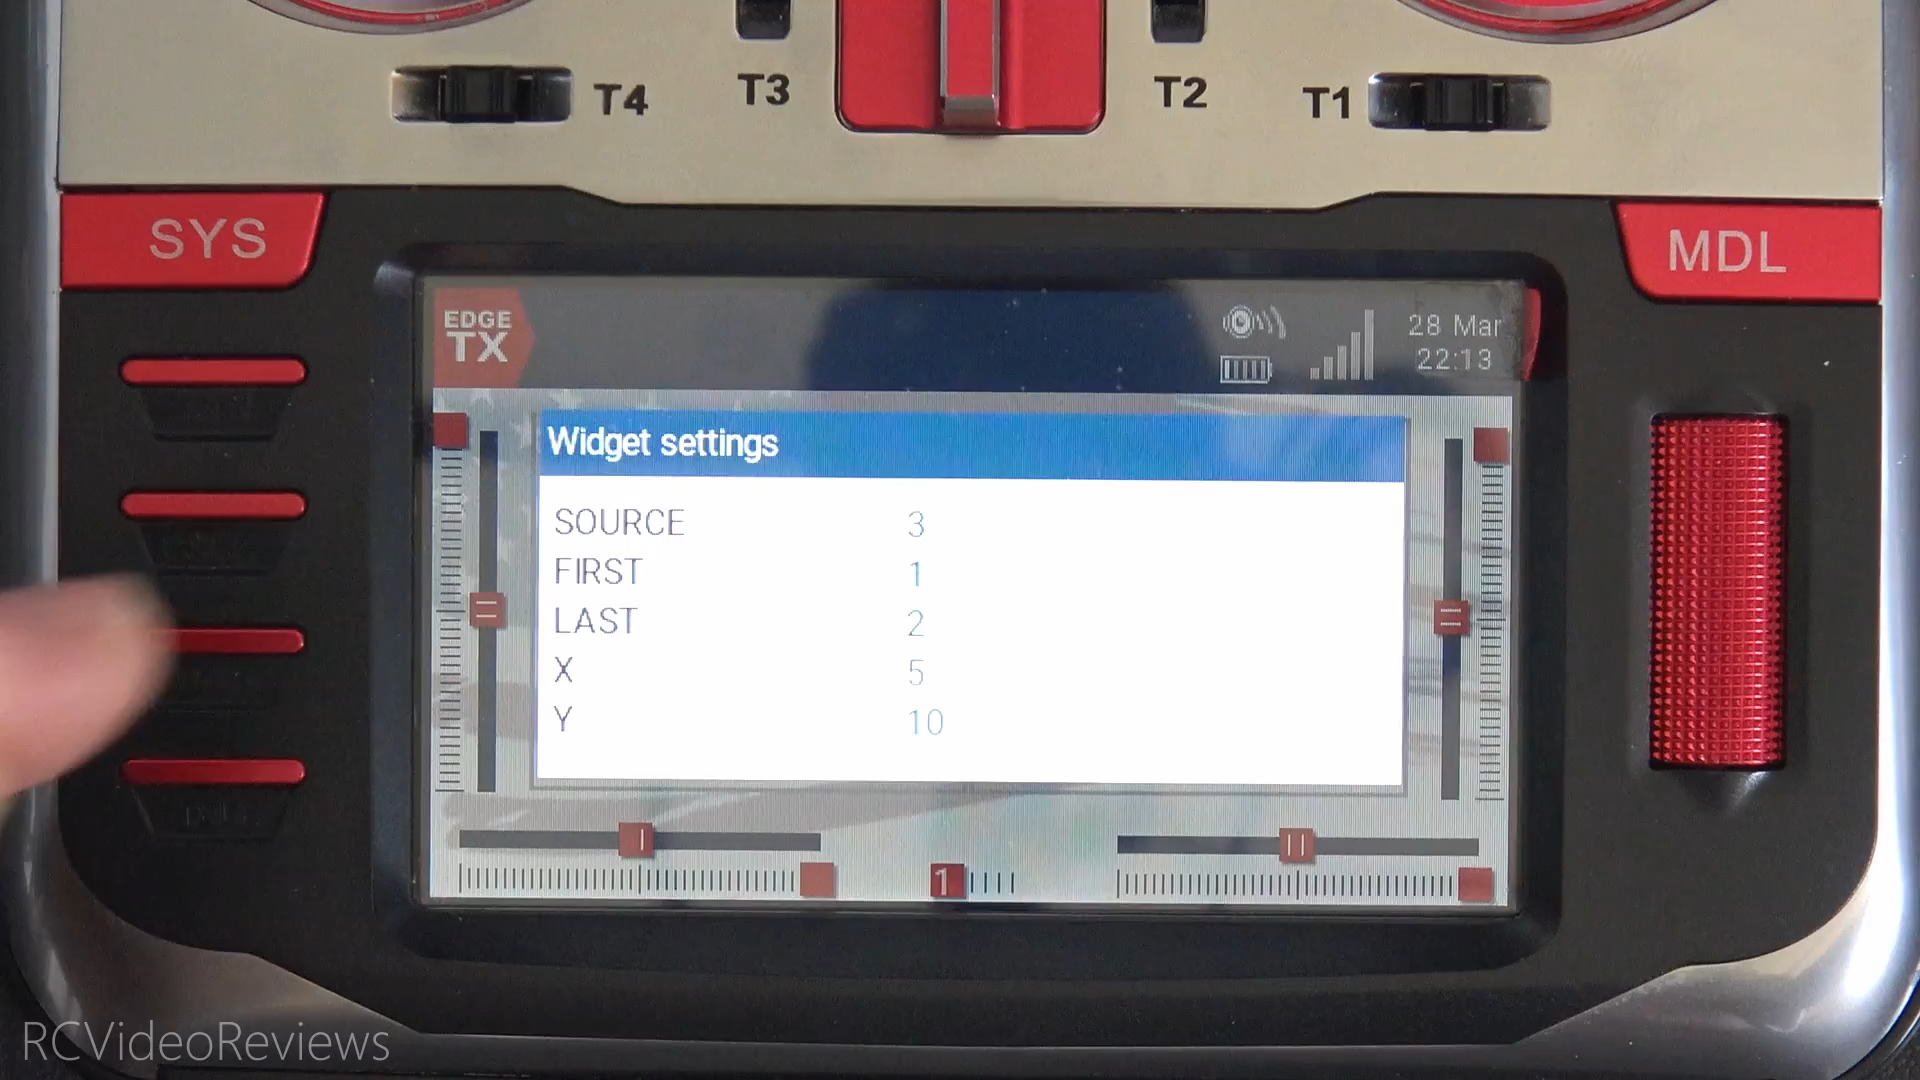 T4
T3
T2
T1
SYS
MDL
EDGE
TX
28 Mar
22:13
Widget settings
SOURCE 3
FIRST 1
LAST 2
X 5
Y 10
1
RCVideoReviews